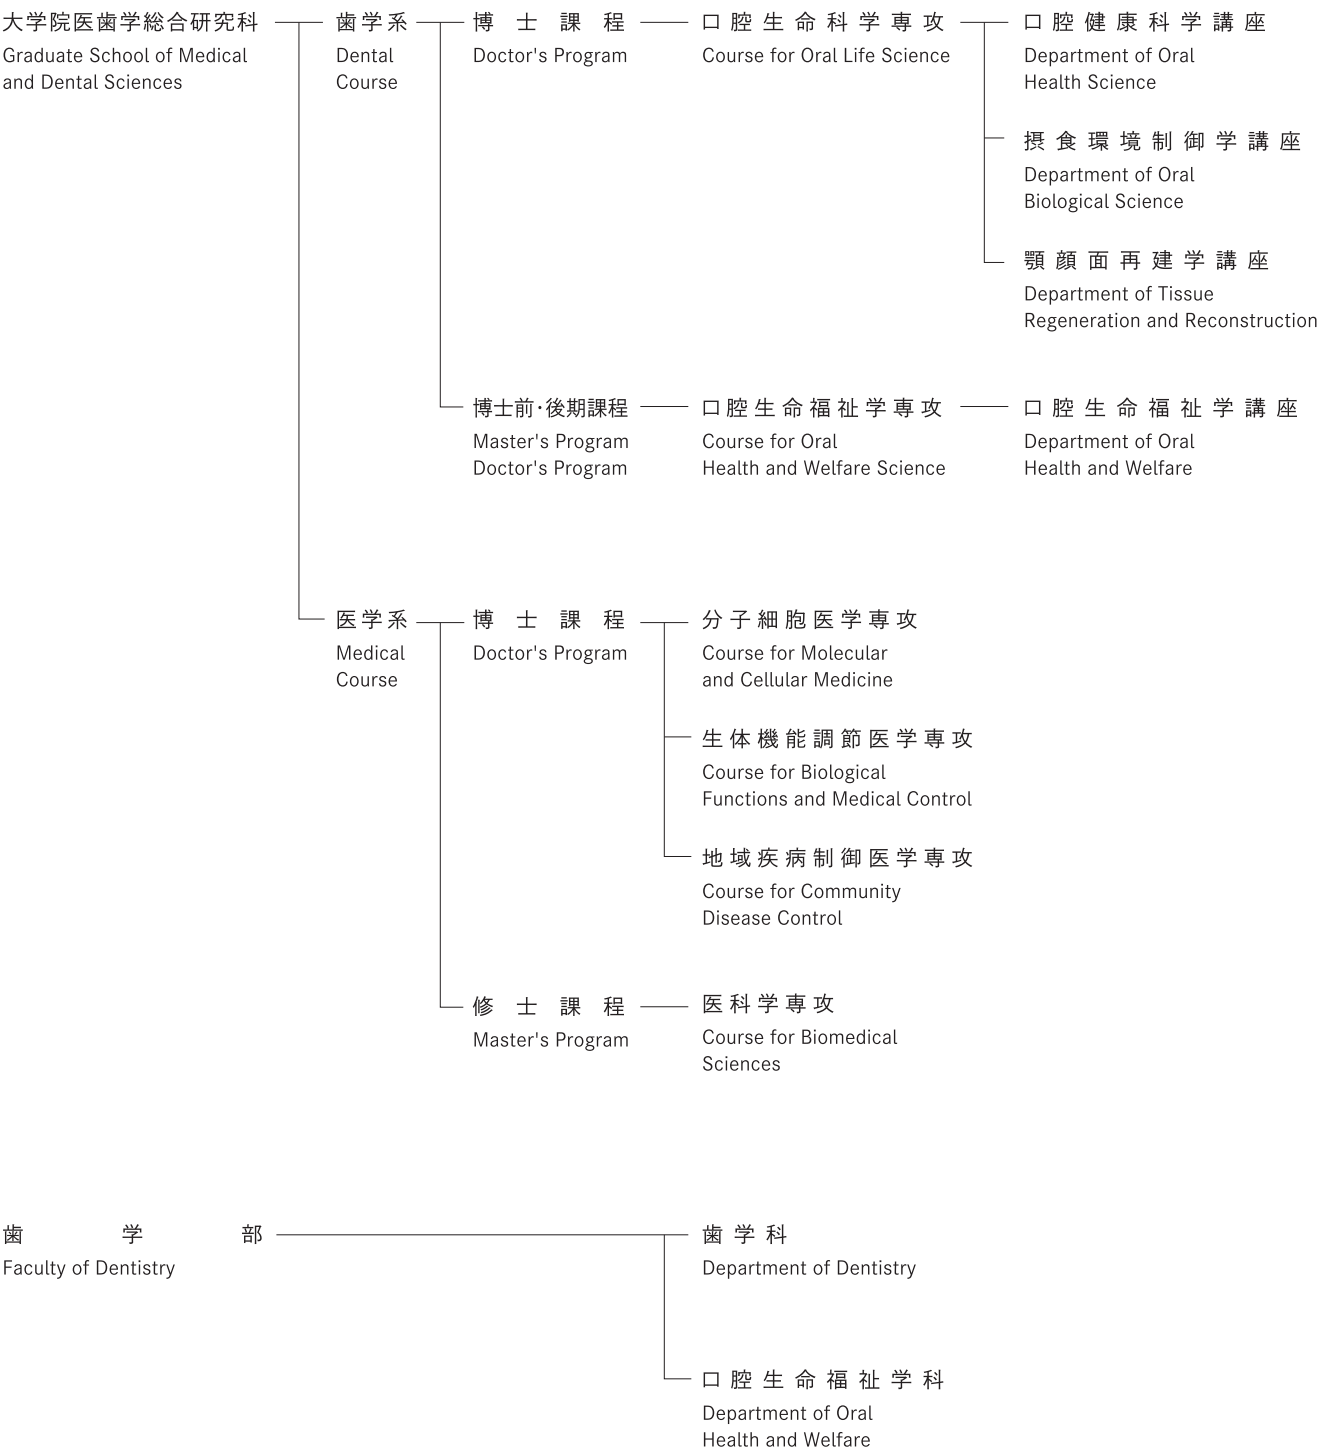 大学院医歯学総合研究科
Graduate School of Medical
and Dental Sciences
歯学系
Dental
Course
博士課程
Doctor's Program
口腔生命科学専攻
Course for Oral Life Science
口腔健康科学講座
Department of Oral
Health Science
摂食環境制御学講座
Department of Oral
Biological Science
顎顔面再建学講座
Department of Tissue
Regeneration and Reconstruction
博士前・後期課程
Master's Program
Doctor's Program
口腔生命福祉学専攻
Course for Oral
Health and Welfare Science
口腔生命福祉学講座
Department of Oral
Health and Welfare
医学系
Medical
Course
博士課程
Doctor's Program
分子細胞医学専攻
Course for Molecular
and Cellular Medicine
生体機能調節医学専攻
Course for Biological
Functions and Medical Control
地域疾病制御医学専攻
Course for Community
Disease Control
修士課程
Master's Program
医科学専攻
Course for Biomedical
Sciences
歯学部
Faculty of Dentistry
歯学科
Department of Dentistry
口腔生命福祉学科
Department of Oral
Health and Welfare